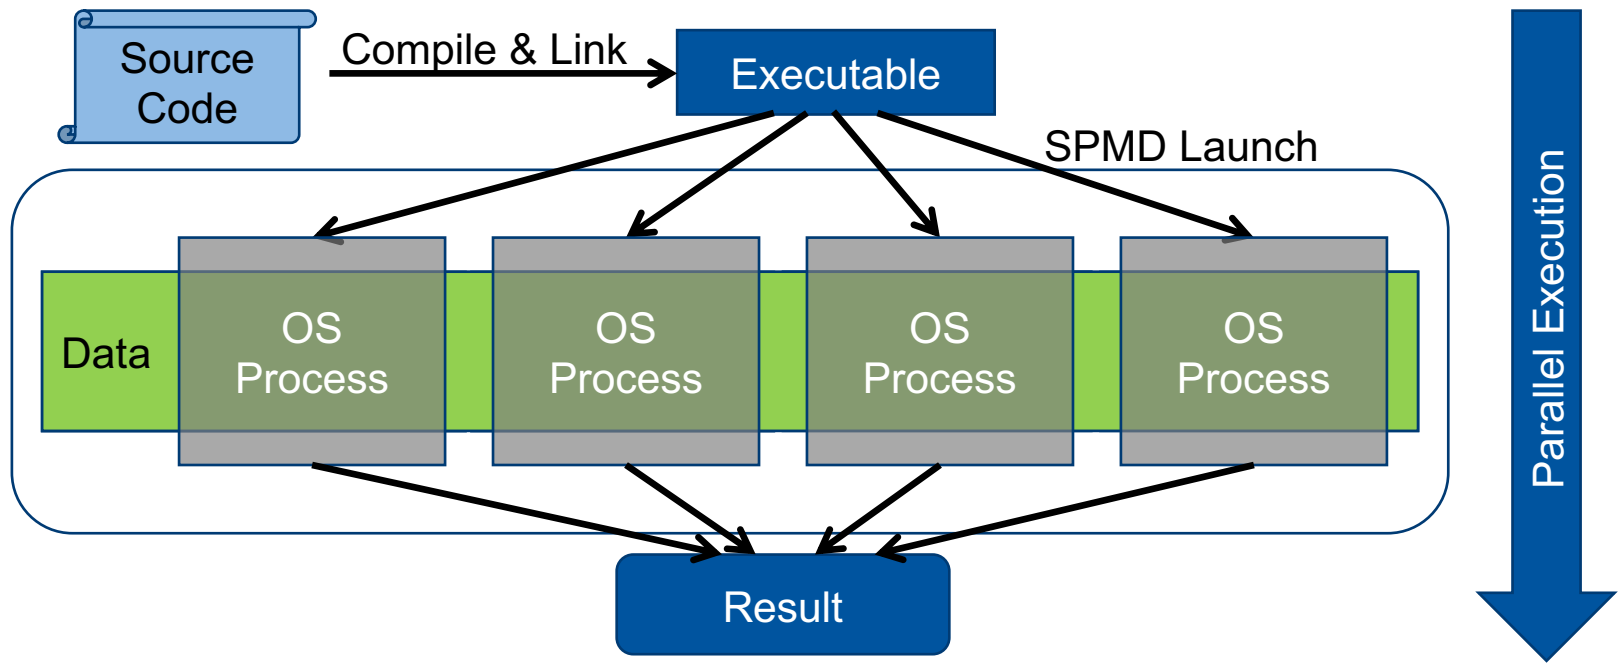 Source
Code
Compile & Link
Executable
SPMD Launch
Data
OS
Process
OS
Process
OS
Process
OS
Process
Result
Parallel Execution